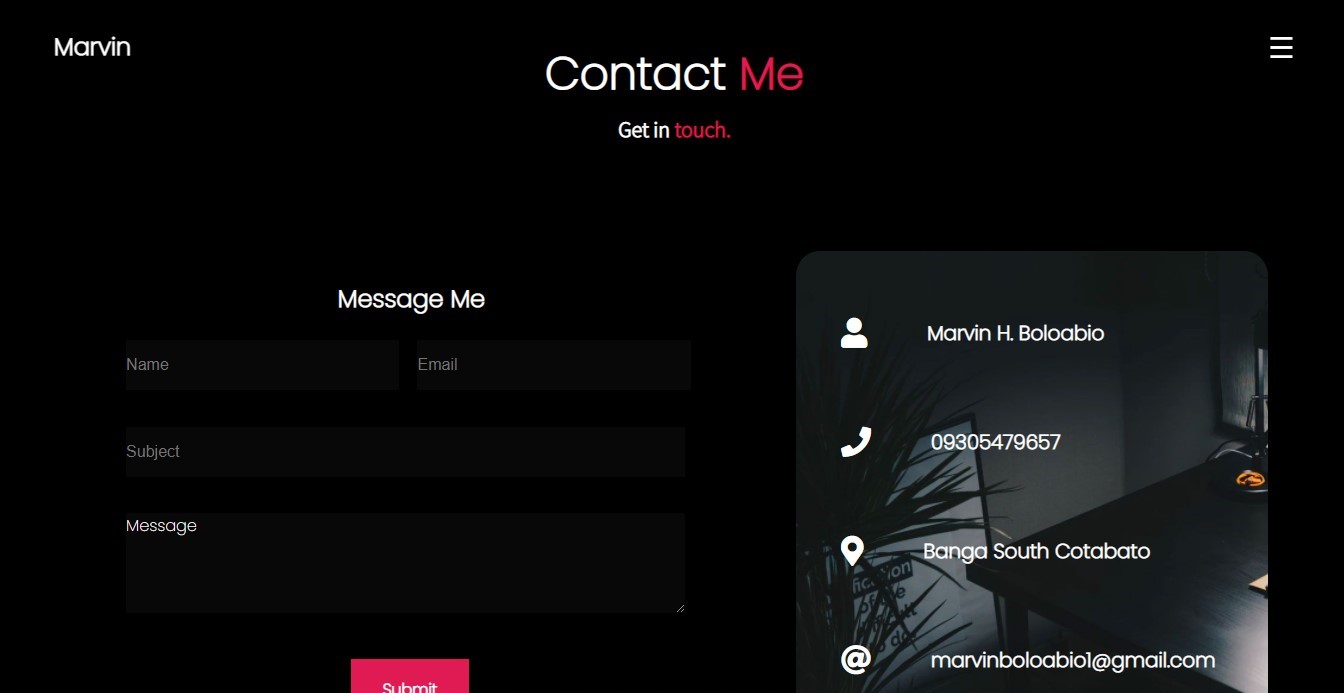 Marvin
Contact Me
Get in touch.
Message Me
Name
Email
Subject
Message
Submit
Marvin H. Boloabio
09305479657
Banga South Cotabato
marvinboloabio1@gmail.com